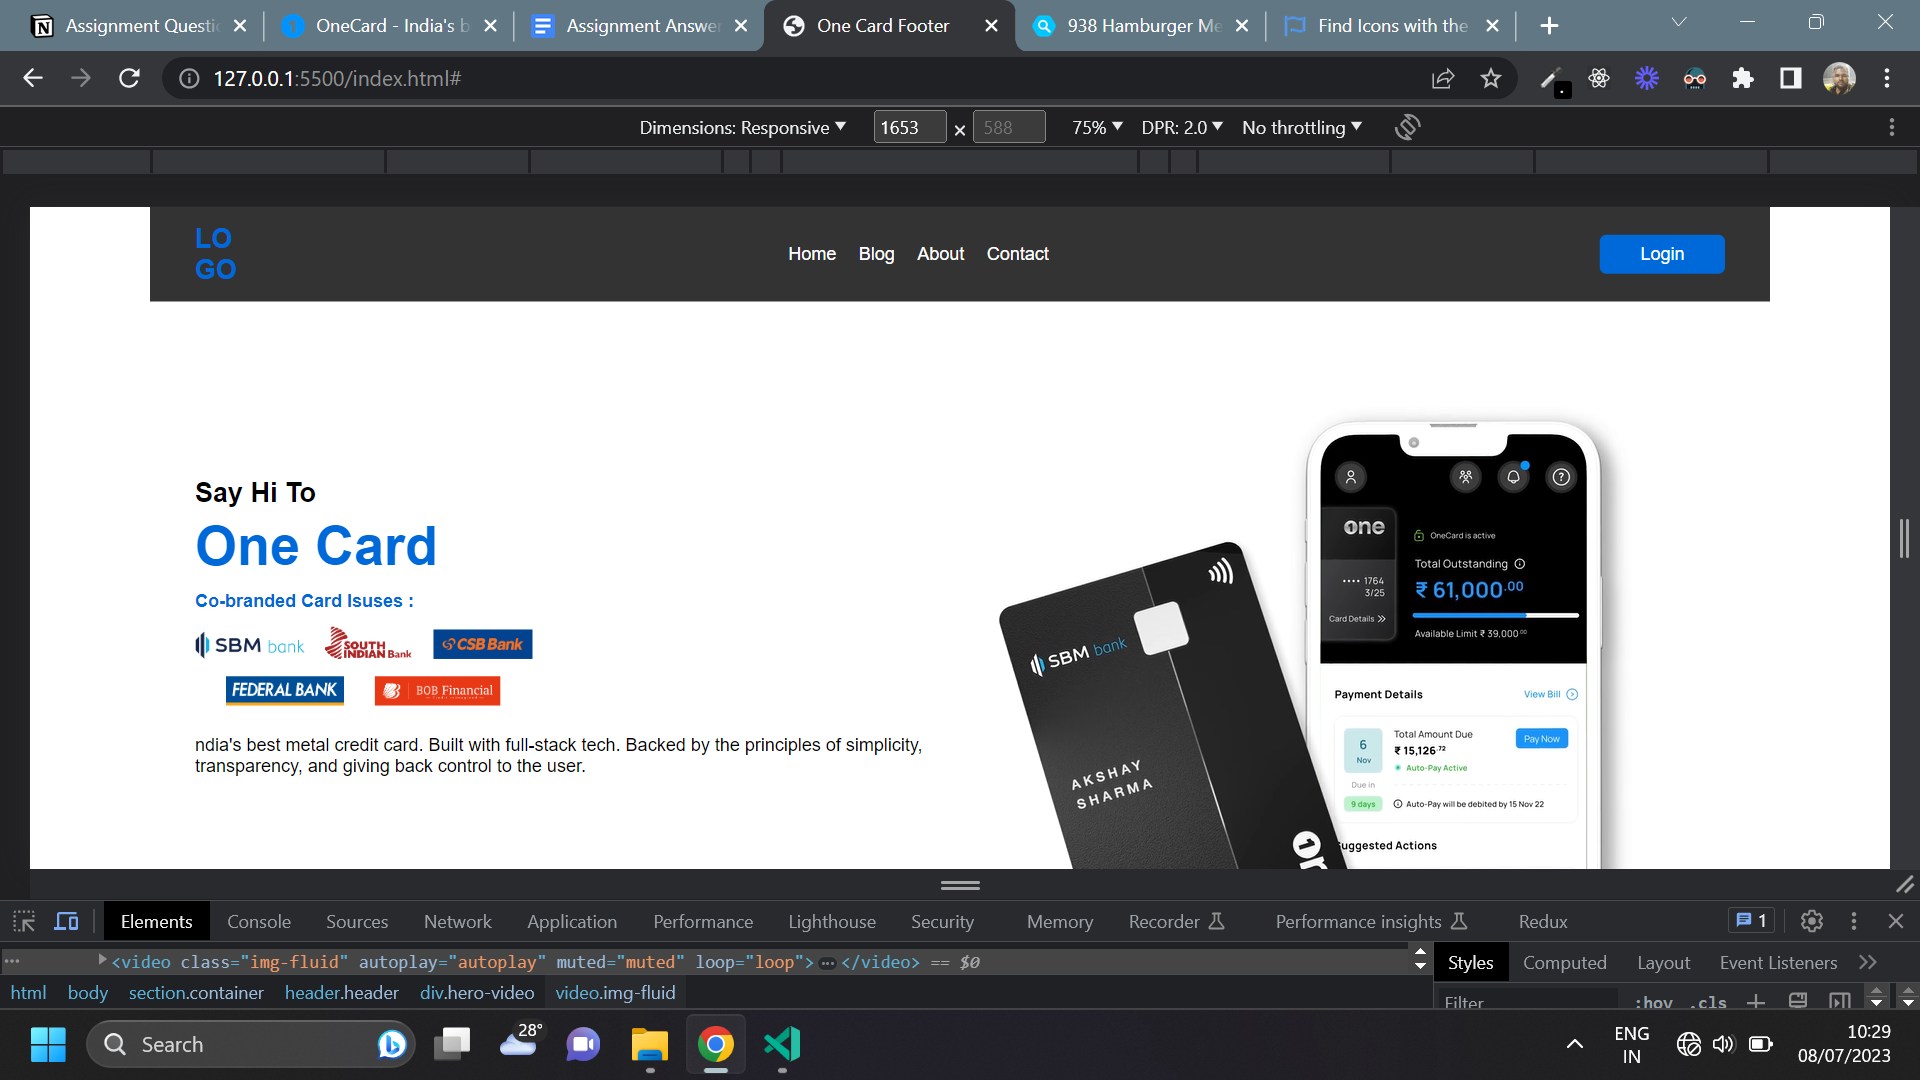 Assignment Questi
OneCard - India's b
Assignment Answe
One Card Footer
938 Hamburger Me
Find Icons with the
127.0.0.1:5500/index.html#
Dimensions: Responsive
1653 × 588
75%
DPR: 2.0
No throttling
LO
GO
Home
Blog
About
Contact
Login
Say Hi To
One Card
Co-branded Card Isuses :
SBM bank
SOUTH INDIAN Bank
CSB Bank
FEDERAL BANK
BOB Financial
ndia's best metal credit card. Built with full-stack tech. Backed by the principles of simplicity,
transparency, and giving back control to the user.
SBM bank
AKSHAY
SHARMA
one
•••• 1764
3/25
Card Details
OneCard is active
Total Outstanding
₹ 61,000.00
Available Limit ₹ 39,000.00
Payment Details
View Bill
6
Nov
Due in
9 days
Total Amount Due
₹ 15,126.72
Auto-Pay Active
Pay Now
Auto-Pay will be debited by 15 Nov 22
uggested Actions
Elements
Console
Sources
Network
Application
Performance
Lighthouse
Security
Memory
Recorder
Performance insights
Redux
1
<video class="img-fluid" autoplay="autoplay" muted="muted" loop="loop">…</video> == $0
html
body
section.container
header.header
div.hero-video
video.img-fluid
Styles
Computed
Layout
Event Listeners
Filter
:hov
.cls
Search
28°
ENG
IN
10:29
08/07/2023